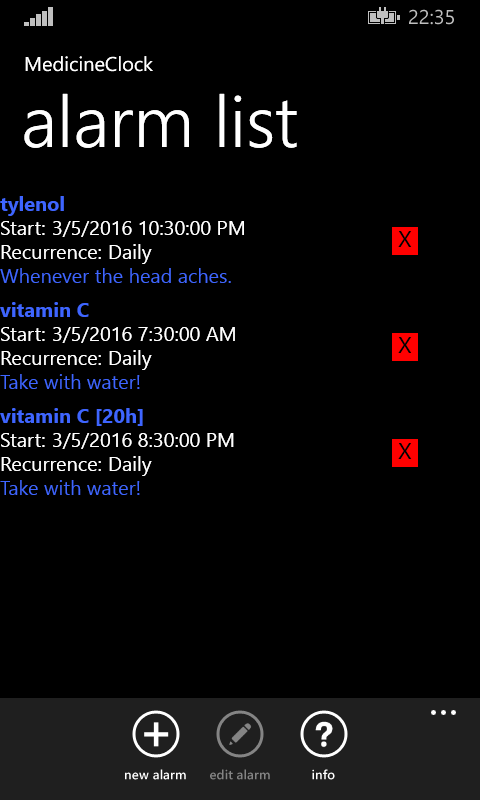 22:35
MedicineClock
alarm list
tylenol
Start: 3/5/2016 10:30:00 PM
X
Recurrence: Daily
Whenever the head aches.
vitamin C
Start: 3/5/2016 7:30:00 AM
X
Recurrence: Daily
Take with water!
vitamin C [20h]
Start: 3/5/2016 8:30:00 PM
X
Recurrence: Daily
Take with water!
new alarm
edit alarm
info